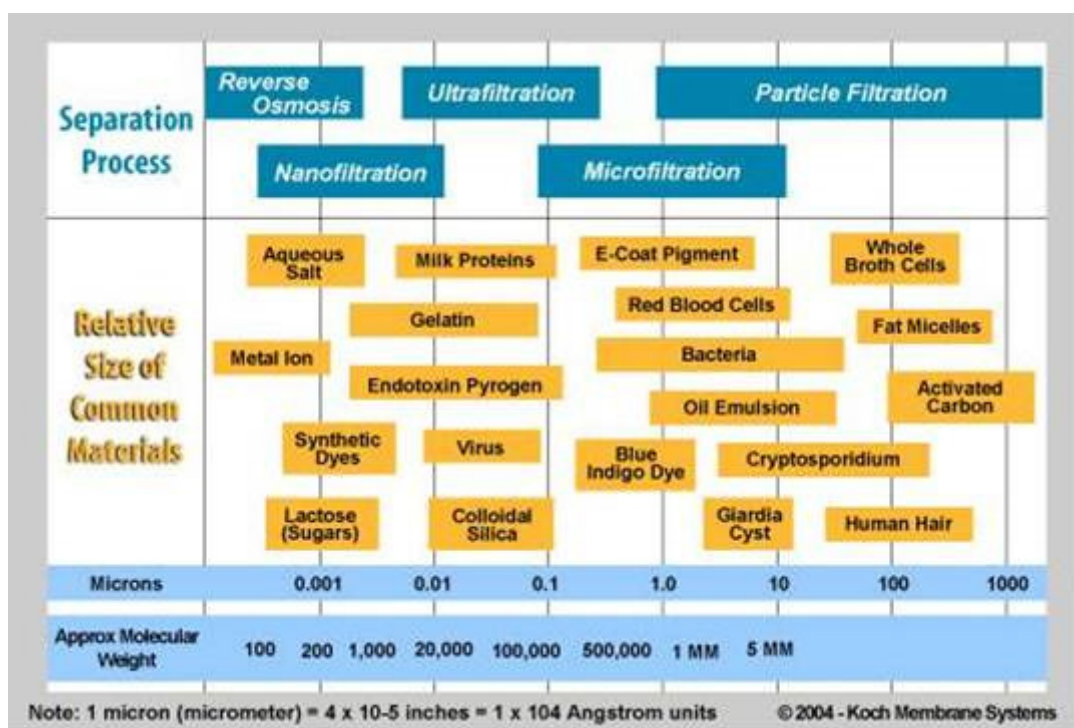 Reverse
Osmosis
Ultrafiltration
Particle Filtration
Separation
Process
Nanofiltration
Microfiltration
Aqueous
Salt
Milk Proteins
E-Coat Pigment
Whole
Broth Cells
Red Blood Cells
Gelatin
Fat Micelles
Relative
Size of
Common
Materials
Metal Ion
Bacteria
Endotoxin Pyrogen
Activated
Carbon
Oil Emulsion
Synthetic
Dyes
Virus
Blue
Indigo Dye
Cryptosporidium
Lactose
(Sugars)
Colloidal
Silica
Giardia
Cyst
Human Hair
Microns 0.001 0.01 0.1 1.0 10 100 1000
Approx Molecular
Weight
100 200 1,000 20,000 100,000 500,000 1 MM 5 MM
Note: 1 micron (micrometer) = 4 x 10-5 inches = 1 x 104 Angstrom units © 2004 - Koch Membrane Systems